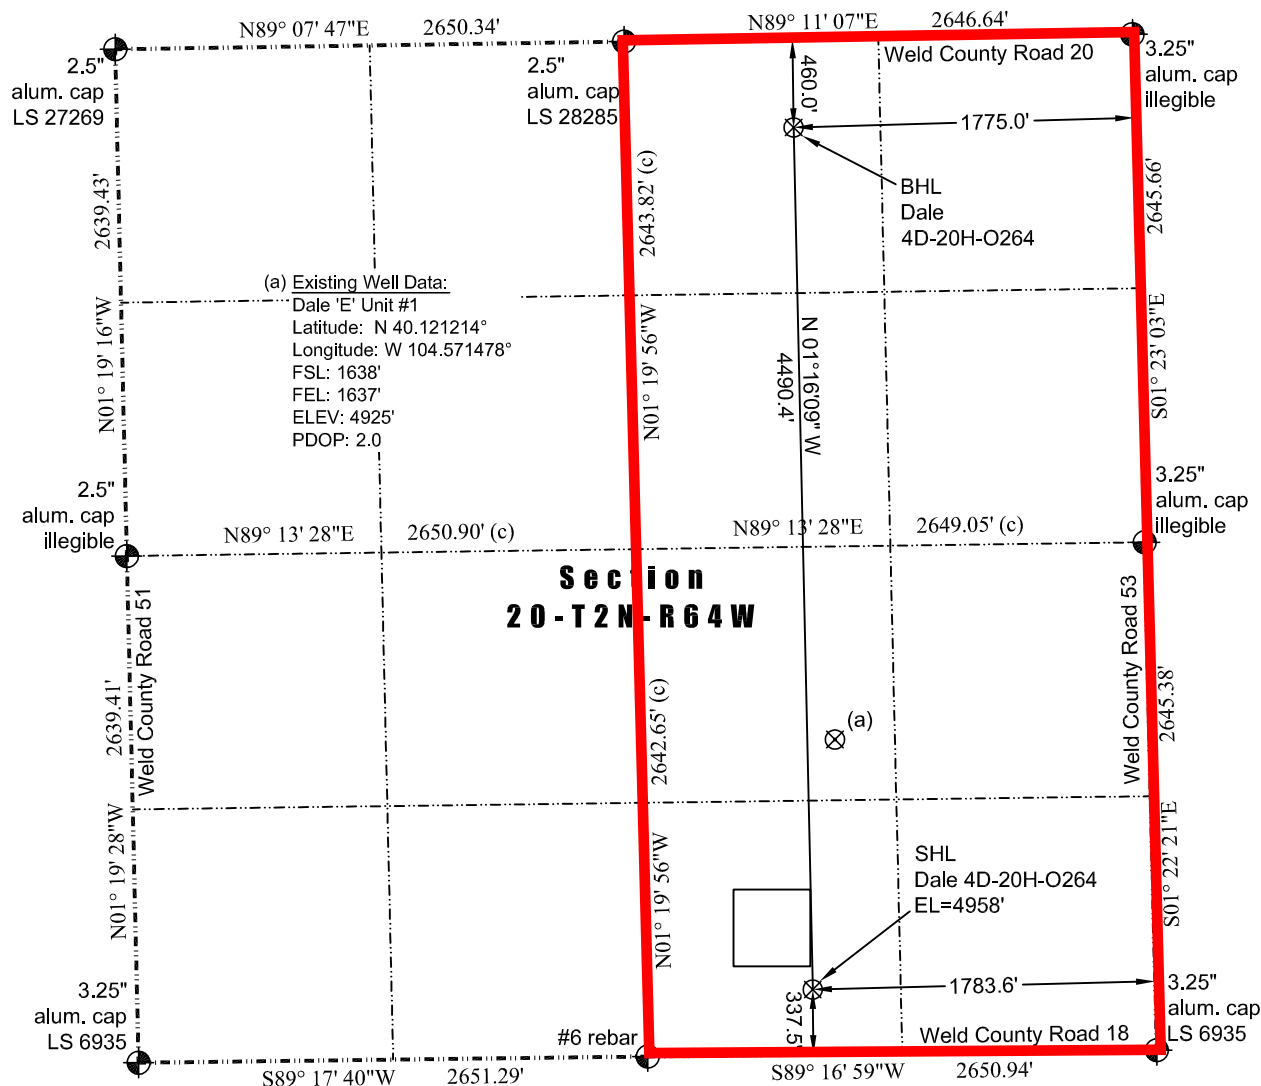 N89° 07' 47"E 2650.34'
N89° 11' 07"E 2646.64'
Weld County Road 20
2.5"
alum. cap
LS 27269
2.5"
alum. cap
LS 28285
3.25"
alum. cap
illegible
460.0'
1775.0'
BHL
Dale
4D-20H-O264
2639.43'
N01° 19' 16"W
2643.82' (c)
N01° 19' 56"W
2645.66'
S01° 23' 03"E
(a) Existing Well Data:
Dale 'E' Unit #1
Latitude: N 40.121214°
Longitude: W 104.571478°
FSL: 1638'
FEL: 1637'
ELEV: 4925'
PDOP: 2.0
N 01°16'09" W
4490.4'
2.5"
alum. cap
illegible
3.25"
alum. cap
illegible
N89° 13' 28"E 2650.90' (c)
N89° 13' 28"E 2649.05' (c)
Section
20-T2N-R64W
Weld County Road 51
2639.41'
N01° 19' 28"W
2642.65' (c)
N01° 19' 56"W
(a)
Weld County Road 53
2645.38'
S01° 22' 21"E
SHL
Dale 4D-20H-O264
EL=4958'
1783.6'
337.5'
3.25"
alum. cap
LS 6935
#6 rebar
Weld County Road 18
3.25"
alum. cap
LS 6935
S89° 17' 40"W 2651.29'
S89° 16' 59"W 2650.94'